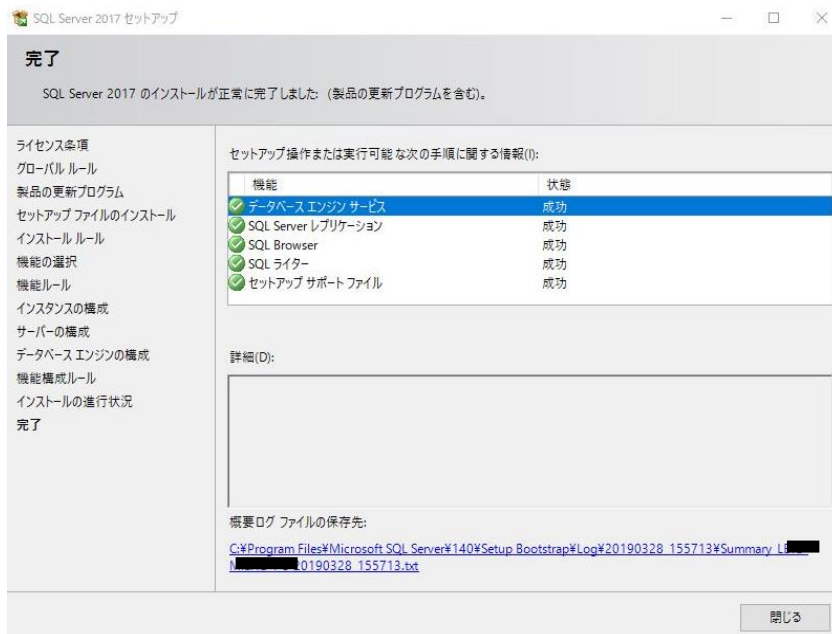 SQL Server 2017 セットアップ
完了
SQL Server 2017 のインストールが正常に完了しました: (製品の更新プログラムを含む)。
ライセンス条項
グローバル ルール
製品の更新プログラム
セットアップ ファイルのインストール
インストール ルール
機能の選択
機能ルール
インスタンスの構成
サーバーの構成
データベース エンジンの構成
機能構成ルール
インストールの進行状況
完了
セットアップ操作または実行可能な次の手順に関する情報(I):
機能 状態
データベース エンジン サービス 成功
SQL Server レプリケーション 成功
SQL Browser 成功
SQL ライター 成功
セットアップ サポート ファイル 成功
詳細(D):
概要ログ ファイルの保存先:
C:¥Program Files¥Microsoft SQL Server¥140¥Setup Bootstrap¥Log¥20190328_155713¥Summary_
20190328_155713.txt
閉じる